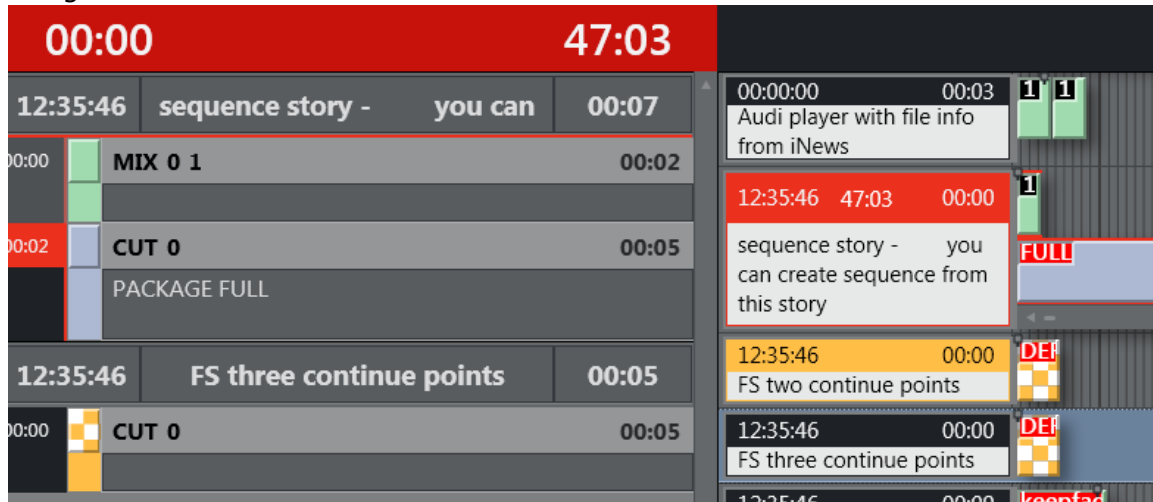 00:00 47:03
12:35:46 sequence story - you can 00:07
00:00 MIX 0 1 00:02
00:02 CUT 0 00:05
PACKAGE FULL
12:35:46 FS three continue points 00:05
00:00 CUT 0 00:05
00:00:00 00:03
Audi player with file info
from iNews
1 1
12:35:46 47:03 00:00
sequence story - you
can create sequence from
this story
1
FULL
12:35:46 00:00
FS two continue points
DEF
12:35:46 00:00
FS three continue points
DEF